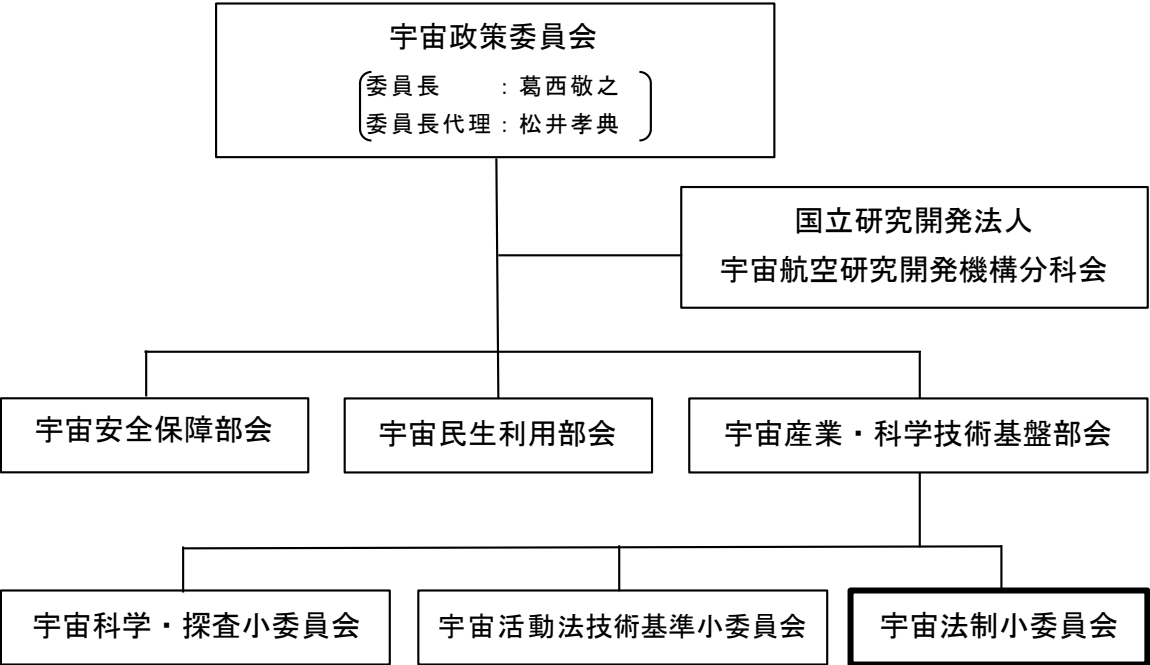 宇宙政策委員会
委員長　　：葛西敬之
委員長代理：松井孝典
国立研究開発法人
宇宙航空研究開発機構分科会
宇宙安全保障部会
宇宙民生利用部会
宇宙産業・科学技術基盤部会
宇宙科学・探査小委員会
宇宙活動法技術基準小委員会
宇宙法制小委員会